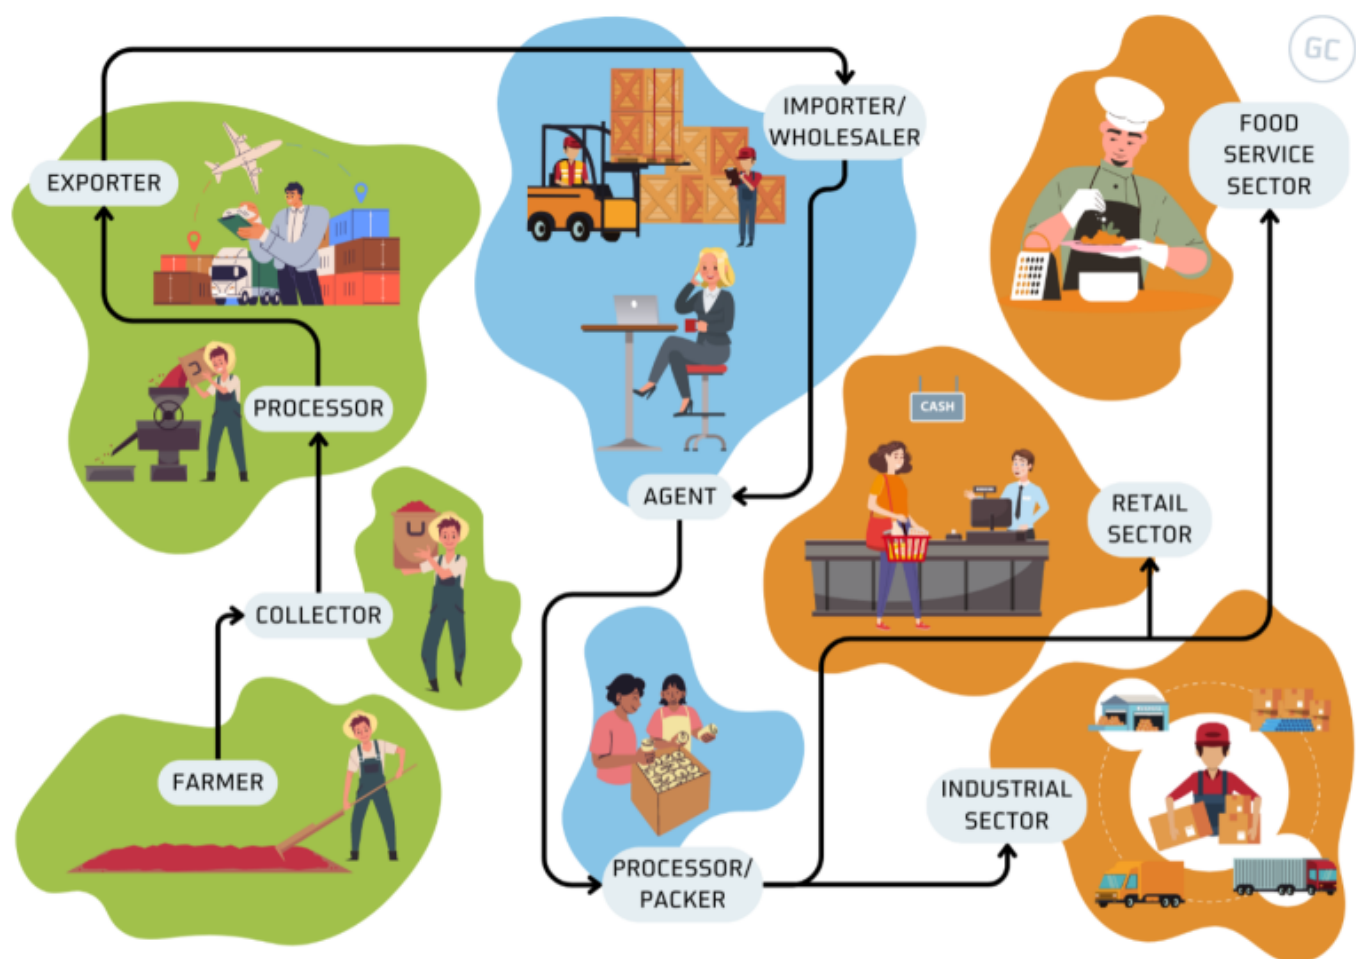 GC
IMPORTER/
WHOLESALER
FOOD
SERVICE
SECTOR
EXPORTER
PROCESSOR
CASH
AGENT
RETAIL
SECTOR
COLLECTOR
FARMER
INDUSTRIAL
SECTOR
PROCESSOR/
PACKER